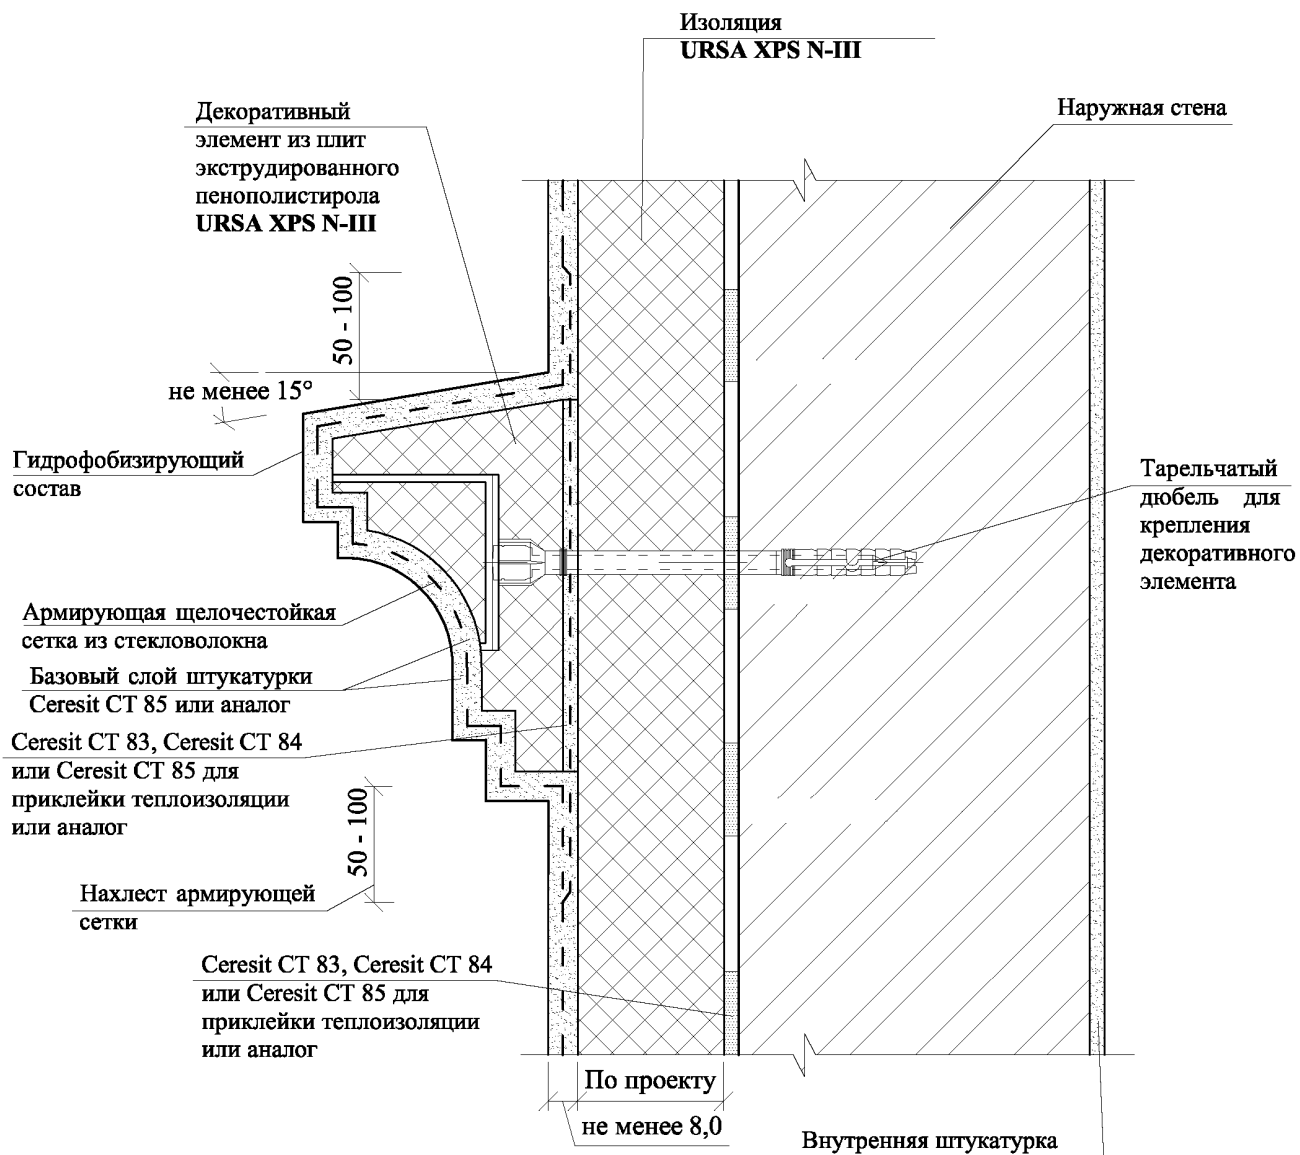 Изоляция
URSA XPS N-III
Декоративный
элемент из плит
экструдированного
пенополистирола
URSA XPS N-III
Наружная стена
50 - 100
не менее 15°
Гидрофобизирующий
состав
Тарельчатый
дюбель для
крепления
декоративного
элемента
Армирующая щелочестойкая
сетка из стекловолокна
Базовый слой штукатурки
Ceresit CT 85 или аналог
Ceresit CT 83, Ceresit CT 84
или Ceresit CT 85 для
приклейки теплоизоляции
или аналог
50 - 100
Нахлест армирующей
сетки
Ceresit CT 83, Ceresit CT 84
или Ceresit CT 85 для
приклейки теплоизоляции
или аналог
По проекту
не менее 8,0
Внутренняя штукатурка